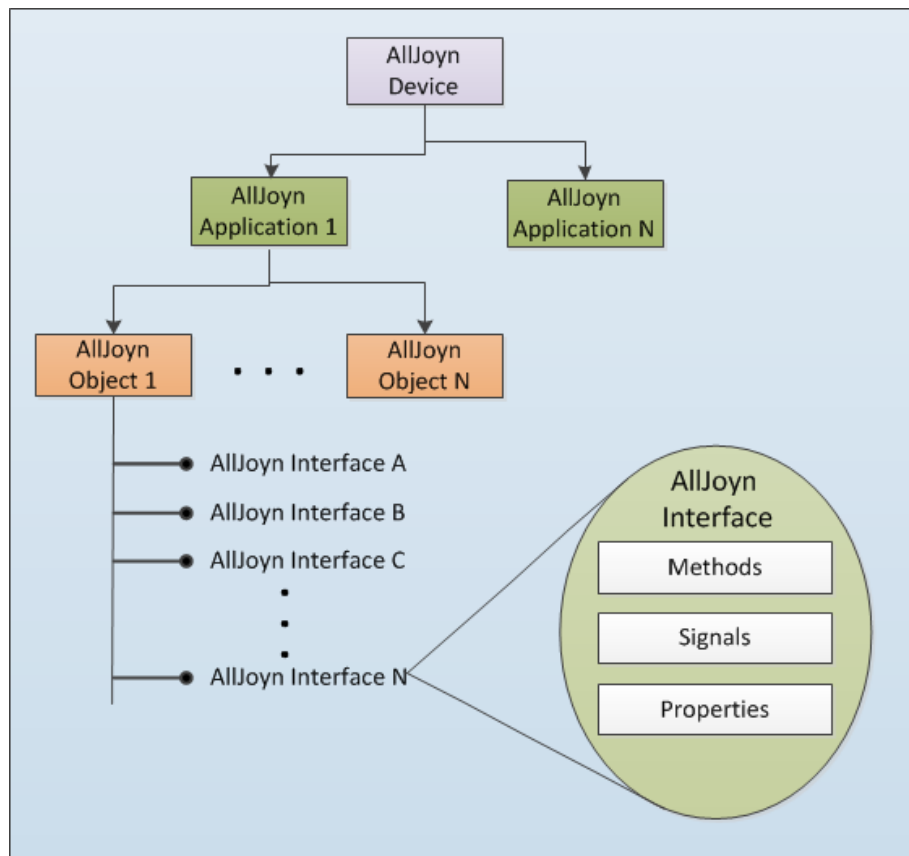 AllJoyn
Device
AllJoyn
Application 1
AllJoyn
Application N
AllJoyn
Object 1
. . .
AllJoyn
Object N
AllJoyn Interface A
AllJoyn Interface B
AllJoyn Interface C
AllJoyn Interface N
AllJoyn
Interface
Methods
Signals
Properties